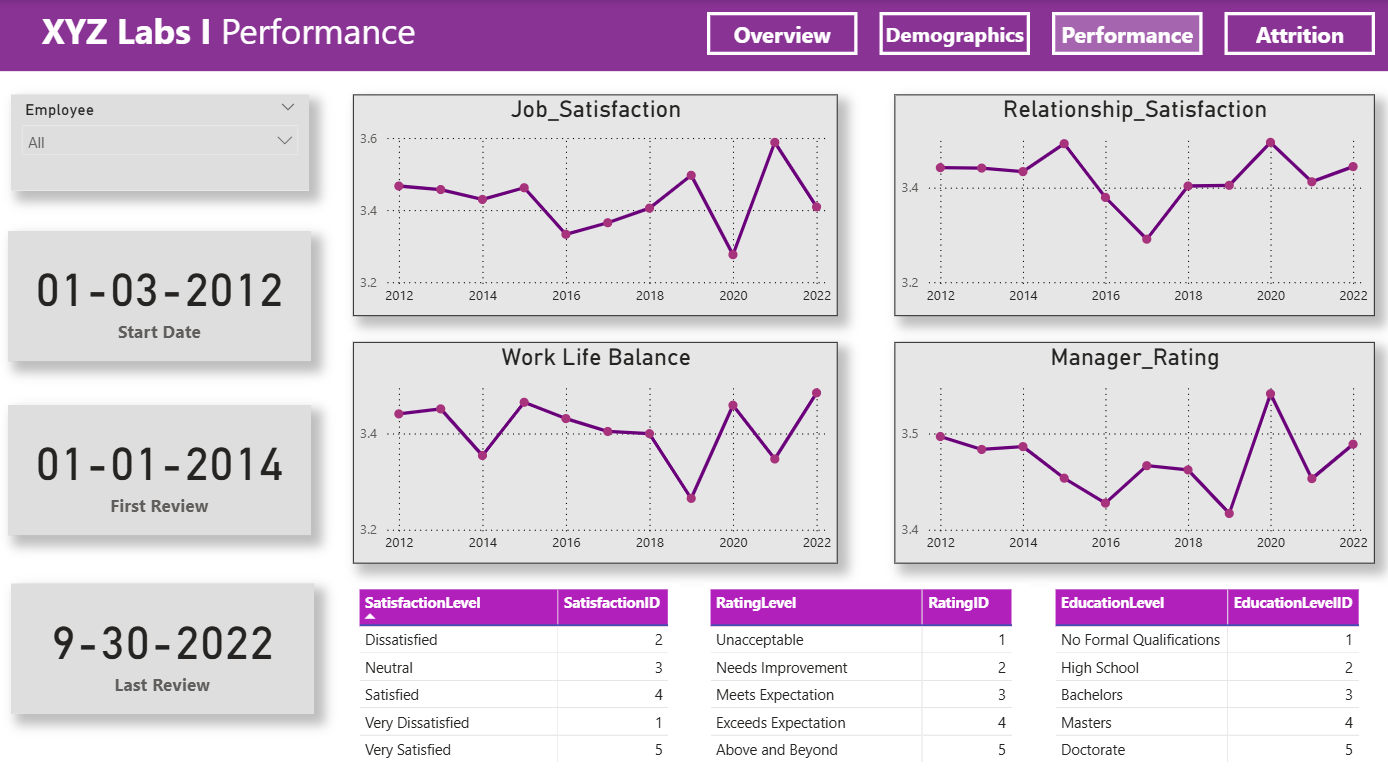 XYZ Labs I Performance
Overview
Demographics
Performance
Attrition
Employee
All
01-03-2012
Start Date
01-01-2014
First Review
9-30-2022
Last Review
Job_Satisfaction
3.6
3.4
3.2
2012 2014 2016 2018 2020 2022
Relationship_Satisfaction
3.4
3.2
2012 2014 2016 2018 2020 2022
Work Life Balance
3.4
3.2
2012 2014 2016 2018 2020 2022
Manager_Rating
3.5
3.4
2012 2014 2016 2018 2020 2022
SatisfactionLevel SatisfactionID
Dissatisfied 2
Neutral 3
Satisfied 4
Very Dissatisfied 1
Very Satisfied 5
RatingLevel RatingID
Unacceptable 1
Needs Improvement 2
Meets Expectation 3
Exceeds Expectation 4
Above and Beyond 5
EducationLevel EducationLevelID
No Formal Qualifications 1
High School 2
Bachelors 3
Masters 4
Doctorate 5